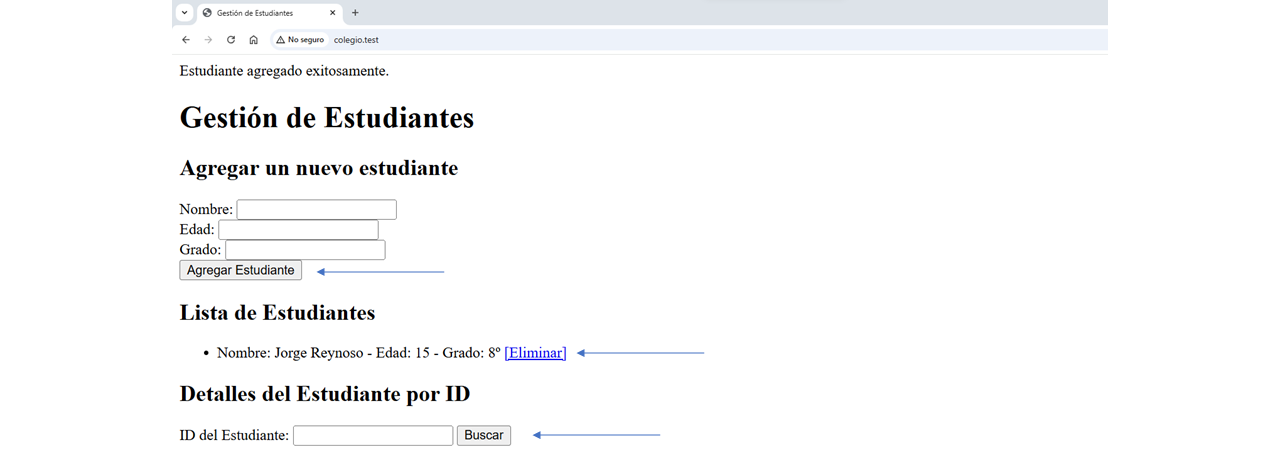 Gestión de Estudiantes
No seguro colegio.test
Estudiante agregado exitosamente.
Gestión de Estudiantes
Agregar un nuevo estudiante
Nombre:
Edad:
Grado:
Agregar Estudiante
Lista de Estudiantes
• Nombre: Jorge Reynoso - Edad: 15 - Grado: 8º [Eliminar]
Detalles del Estudiante por ID
ID del Estudiante: Buscar